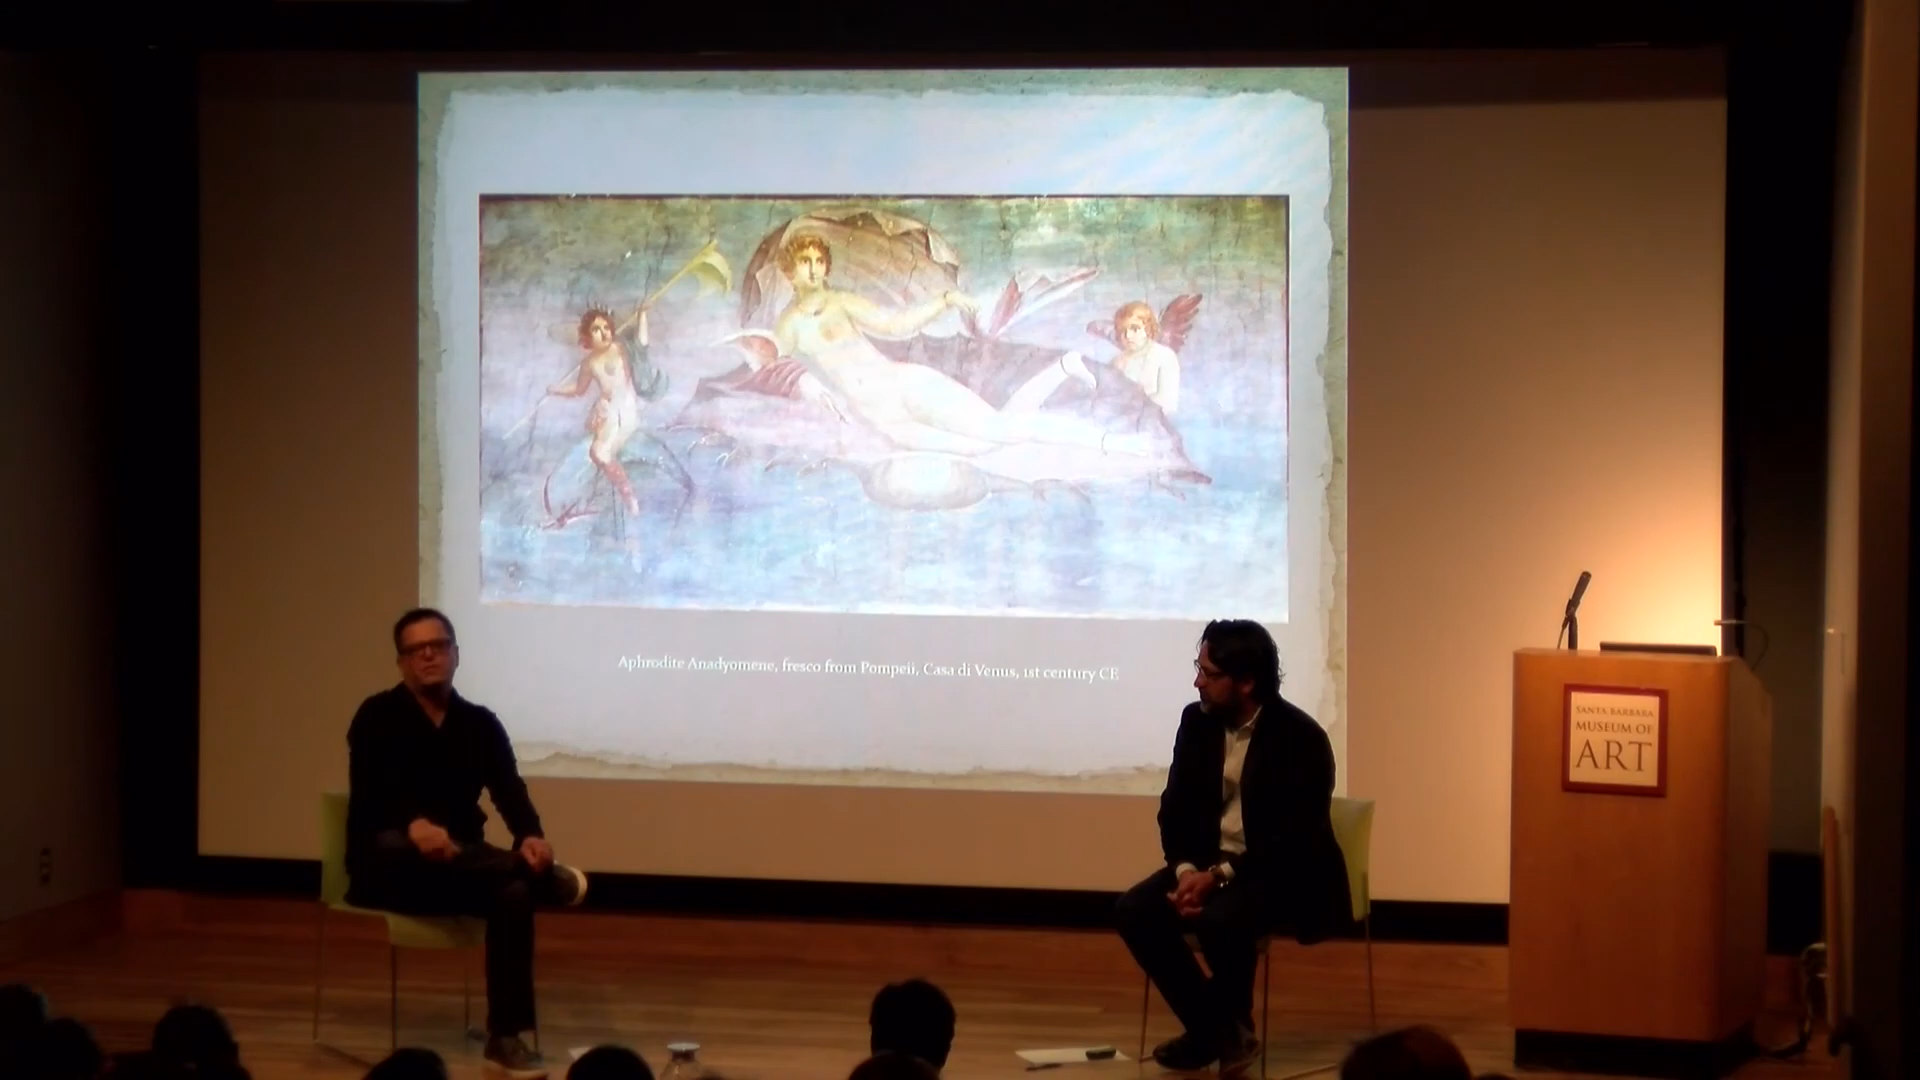 Aphrodite Anadyomene, fresco from Pompeii, Casa di Venus, 1st century CE
SANTA BARBARA
MUSEUM OF
ART